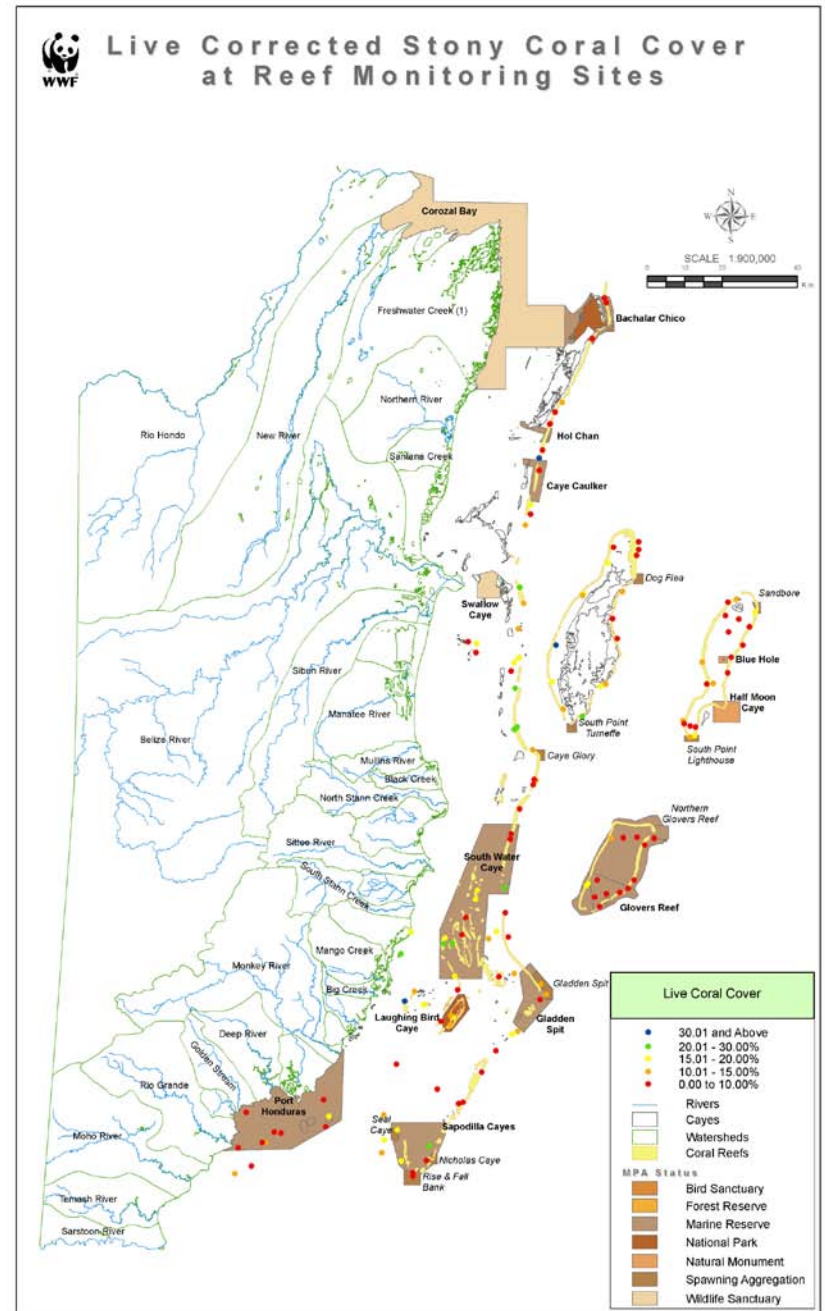 WWF
Live Corrected Stony Coral Cover
at Reef Monitoring Sites
N
W
E
S
SCALE 1:900,000
0
10
20
40
Km
Corozal Bay
Freshwater Creek (1)
Bachalar Chico
Northern River
Rio Hondo
New River
Hol Chan
Santana Creek
Caye Caulker
Dog Flea
Sandbore
Swallow
Caye
Sibun River
Blue Hole
Manatee River
Half Moon
Caye
Belize River
South Point
Turneffe
South Point
Lighthouse
Mullins River
Caye Glory
Black Creek
North Stann Creek
Northern
Glovers Reef
Sittee River
South Water
Caye
South Stann Creek
Glovers Reef
Mango Creek
Monkey River
Gladden Spit
Big Creek
Laughing Bird
Caye
Gladden
Spit
Deep River
Golden Stream
Rio Grande
Port
Honduras
Seal
Caye
Sapodilla Cayes
Moho River
Nicholas Caye
Rise & Fall
Bank
Temash River
Sarstoon River
Live Coral Cover
30.01 and Above
20.01 - 30.00%
15.01 - 20.00%
10.01 - 15.00%
0.00 to 10.00%
Rivers
Cayes
Watersheds
Coral Reefs
MPA Status
Bird Sanctuary
Forest Reserve
Marine Reserve
National Park
Natural Monument
Spawning Aggregation
Wildlife Sanctuary